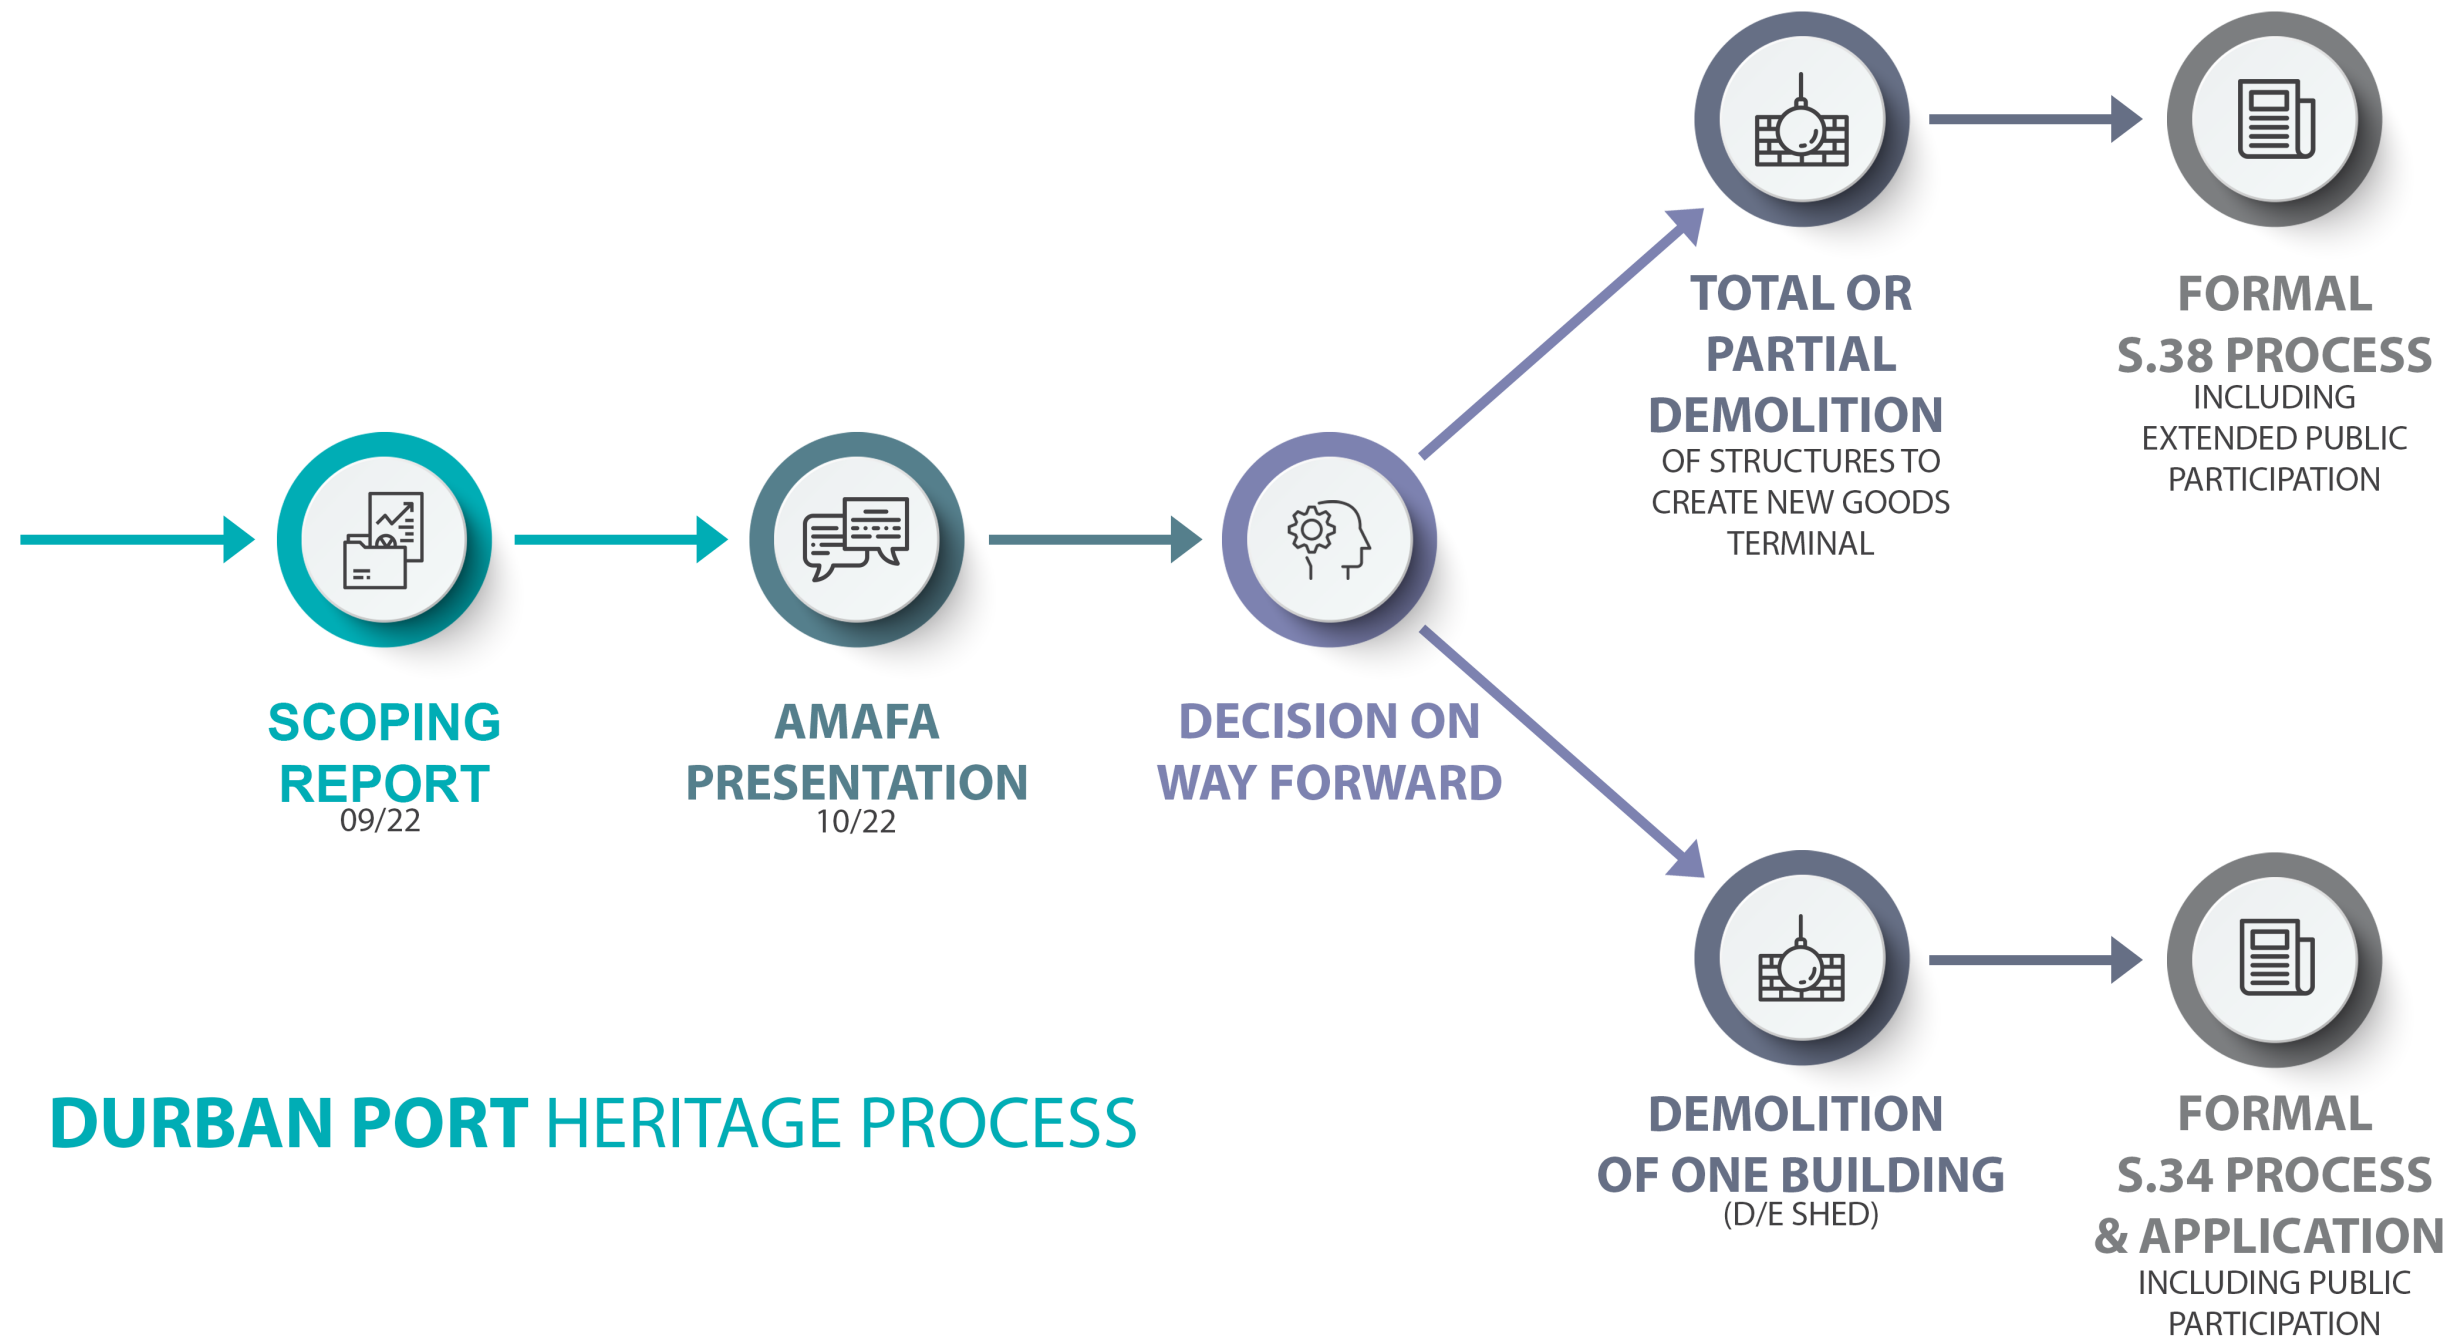 TOTAL OR
PARTIAL
DEMOLITION
OF STRUCTURES TO
CREATE NEW GOODS
TERMINAL
FORMAL
S.38 PROCESS
INCLUDING
EXTENDED PUBLIC
PARTICIPATION
SCOPING
REPORT
09/22
AMAFA
PRESENTATION
10/22
DECISION ON
WAY FORWARD
DEMOLITION
OF ONE BUILDING
(D/E SHED)
FORMAL
S.34 PROCESS
& APPLICATION
INCLUDING PUBLIC
PARTICIPATION
DURBAN PORT HERITAGE PROCESS